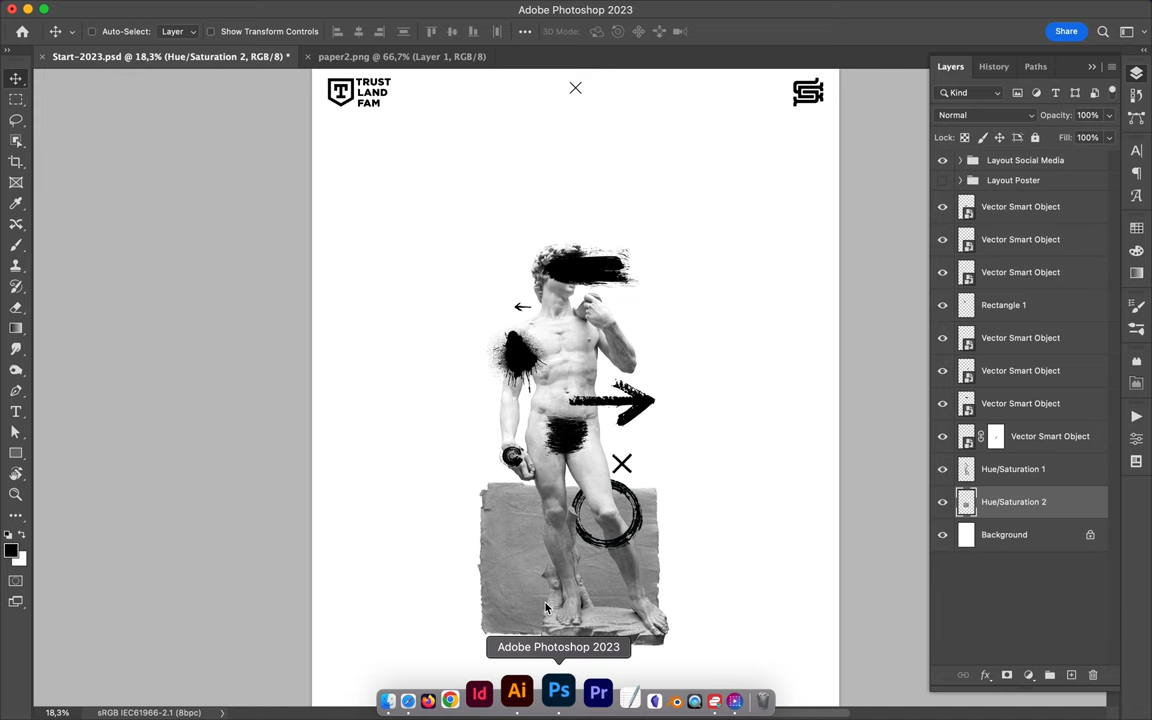 Adobe Photoshop 2023
Auto-Select:
Layer
Show Transform Controls
3D Mode:
Share
Start-2023.psd @ 18,3% (Hue/Saturation 2, RGB/8) *
paper2.png @ 66,7% (Layer 1, RGB/8)
Layers
History
Paths
Kind
Normal
Opacity: 100%
Lock:
Fill: 100%
Layout Social Media
Layout Poster
Vector Smart Object
Vector Smart Object
Vector Smart Object
Rectangle 1
Vector Smart Object
Vector Smart Object
Vector Smart Object
Vector Smart Object
Hue/Saturation 1
Hue/Saturation 2
Background
TRUST
LAND
FAM
Adobe Photoshop 2023
Id
Ai
Ps
Pr
18,3%
sRGB IEC61966-2.1 (8bpc)